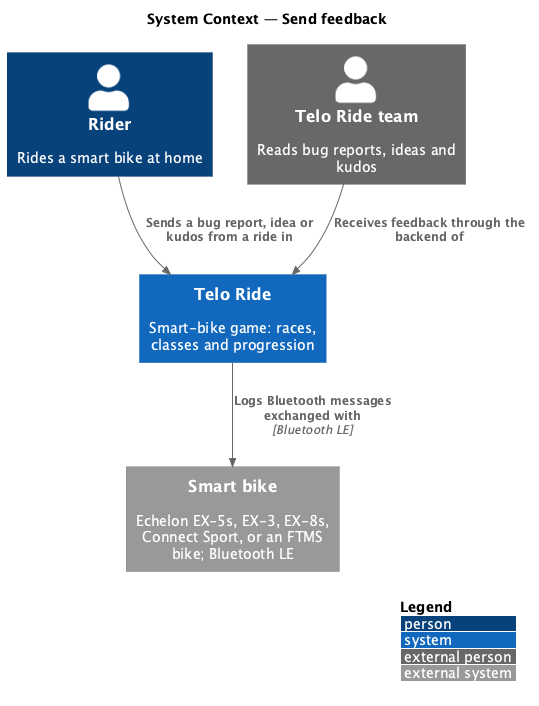 System Context — Send feedback
Rider
Rides a smart bike at home
Telo Ride team
Reads bug reports, ideas and
kudos
Sends a bug report, idea or
kudos from a ride in
Receives feedback through the
backend of
Telo Ride
Smart-bike game: races,
classes and progression
Logs Bluetooth messages
exchanged with
[Bluetooth LE]
Smart bike
Echelon EX-5s, EX-3, EX-8s,
Connect Sport, or an FTMS
bike; Bluetooth LE
Legend
person
system
external person
external system